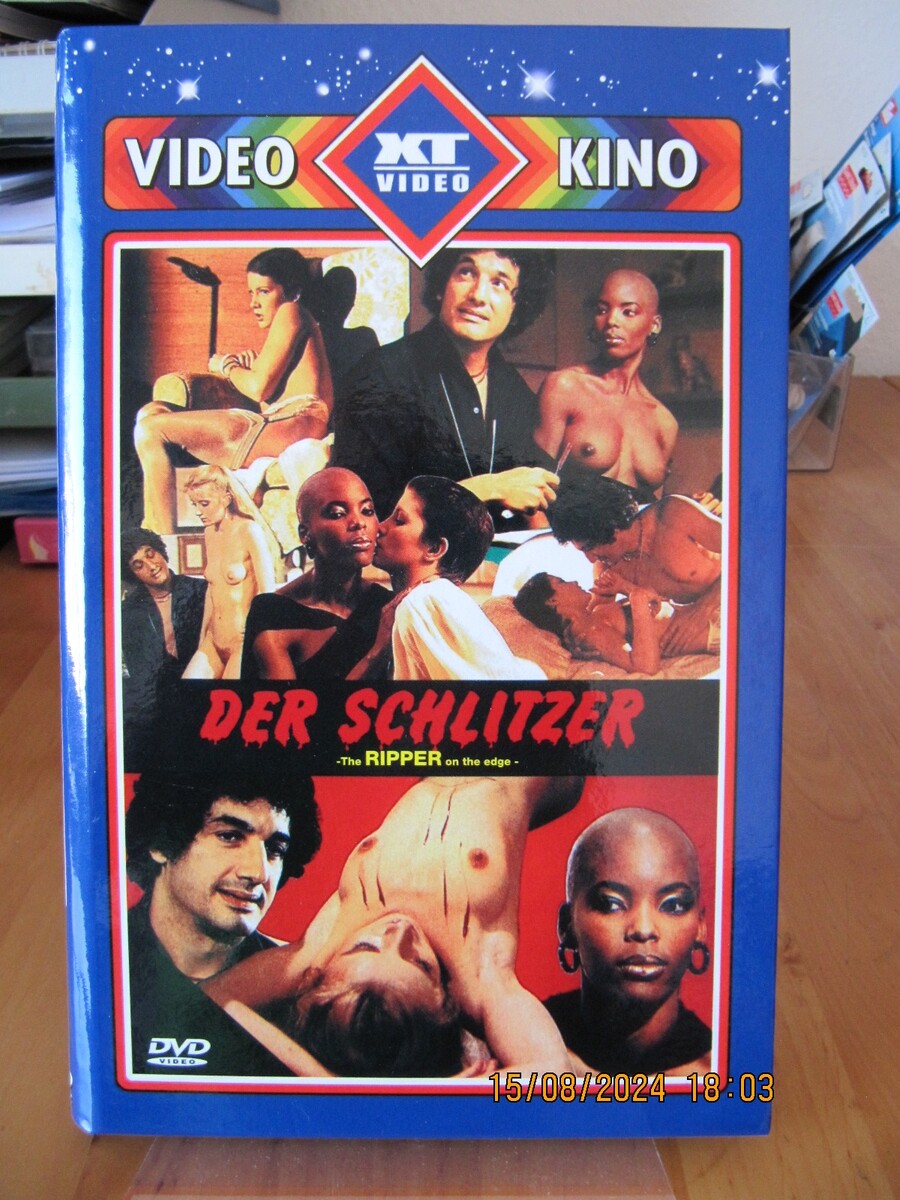 VIDEO XT VIDEO KINO
DER SCHLITZER
-The RIPPER on the edge -
DVD
VIDEO
15/08/2024 18:03